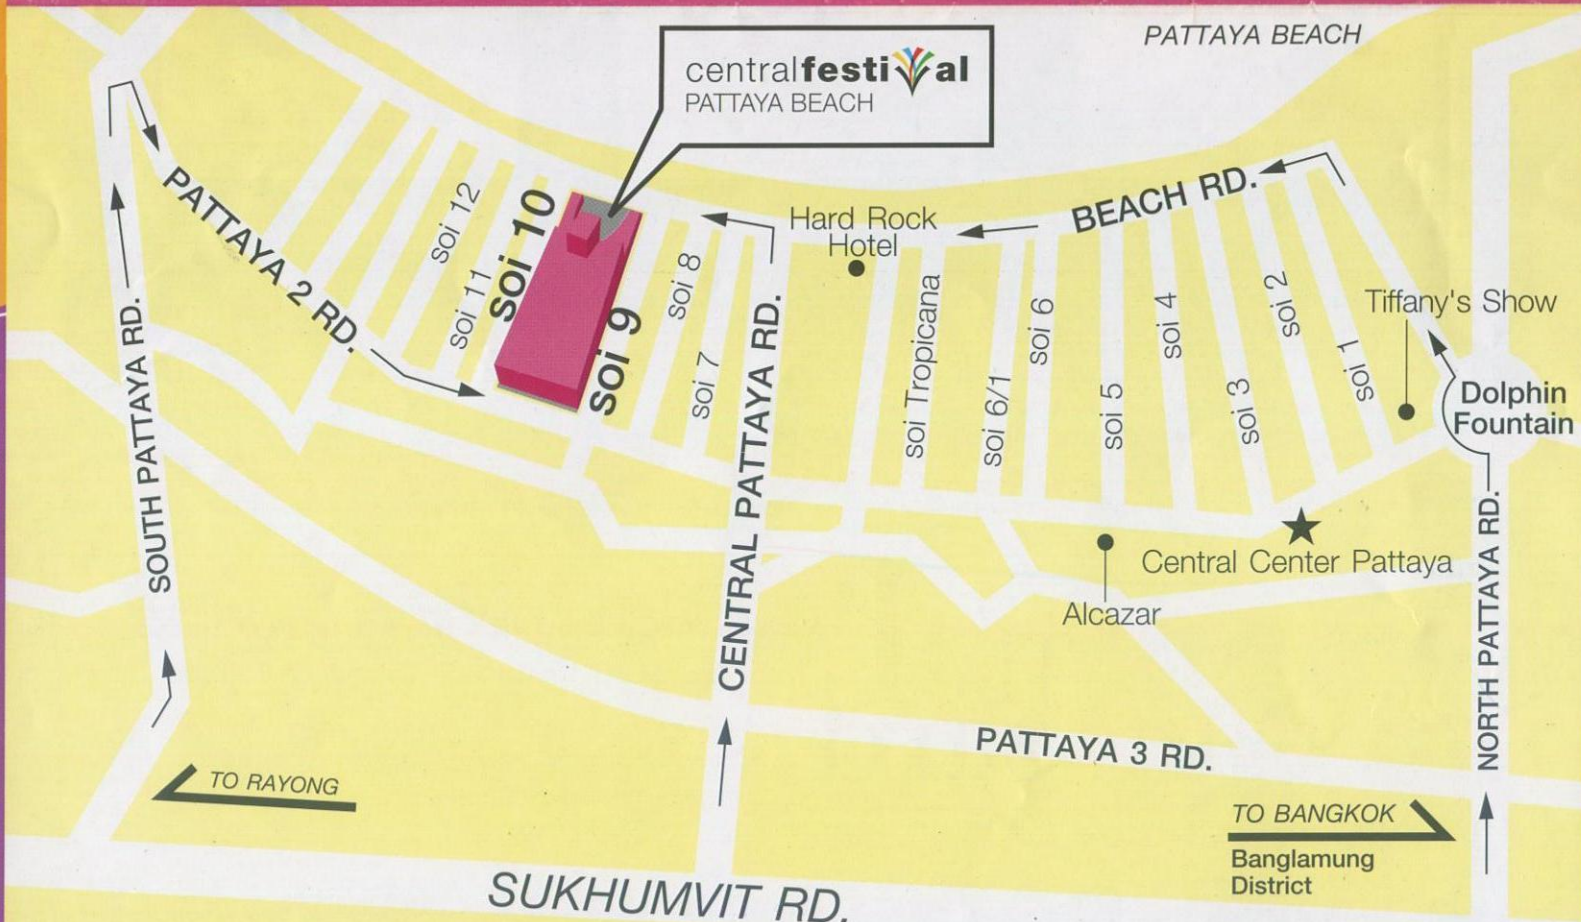 PATTAYA BEACH
centralfestival
PATTAYA BEACH
PATTAYA 2 RD.
soi 12
soi 11
soi 10
soi 9
soi 8
soi 7
Hard Rock
Hotel
BEACH RD.
soi Tropicana
soi 6/1
soi 6
soi 5
soi 4
soi 3
soi 2
soi 1
Tiffany's Show
Dolphin
Fountain
SOUTH PATTAYA RD.
CENTRAL PATTAYA RD.
NORTH PATTAYA RD.
Central Center Pattaya
Alcazar
PATTAYA 3 RD.
TO RAYONG
TO BANGKOK
Banglamung
District
SUKHUMVIT RD.